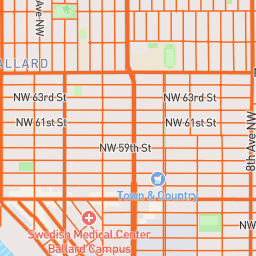 Ave NW
ALLARD
N
NW 63rd St
NW 63rd St
NW 61st St
NW 61st St
NW 59th St
8th Ave NW
Town & Country
Swedish Medical Center
Ballard Campus